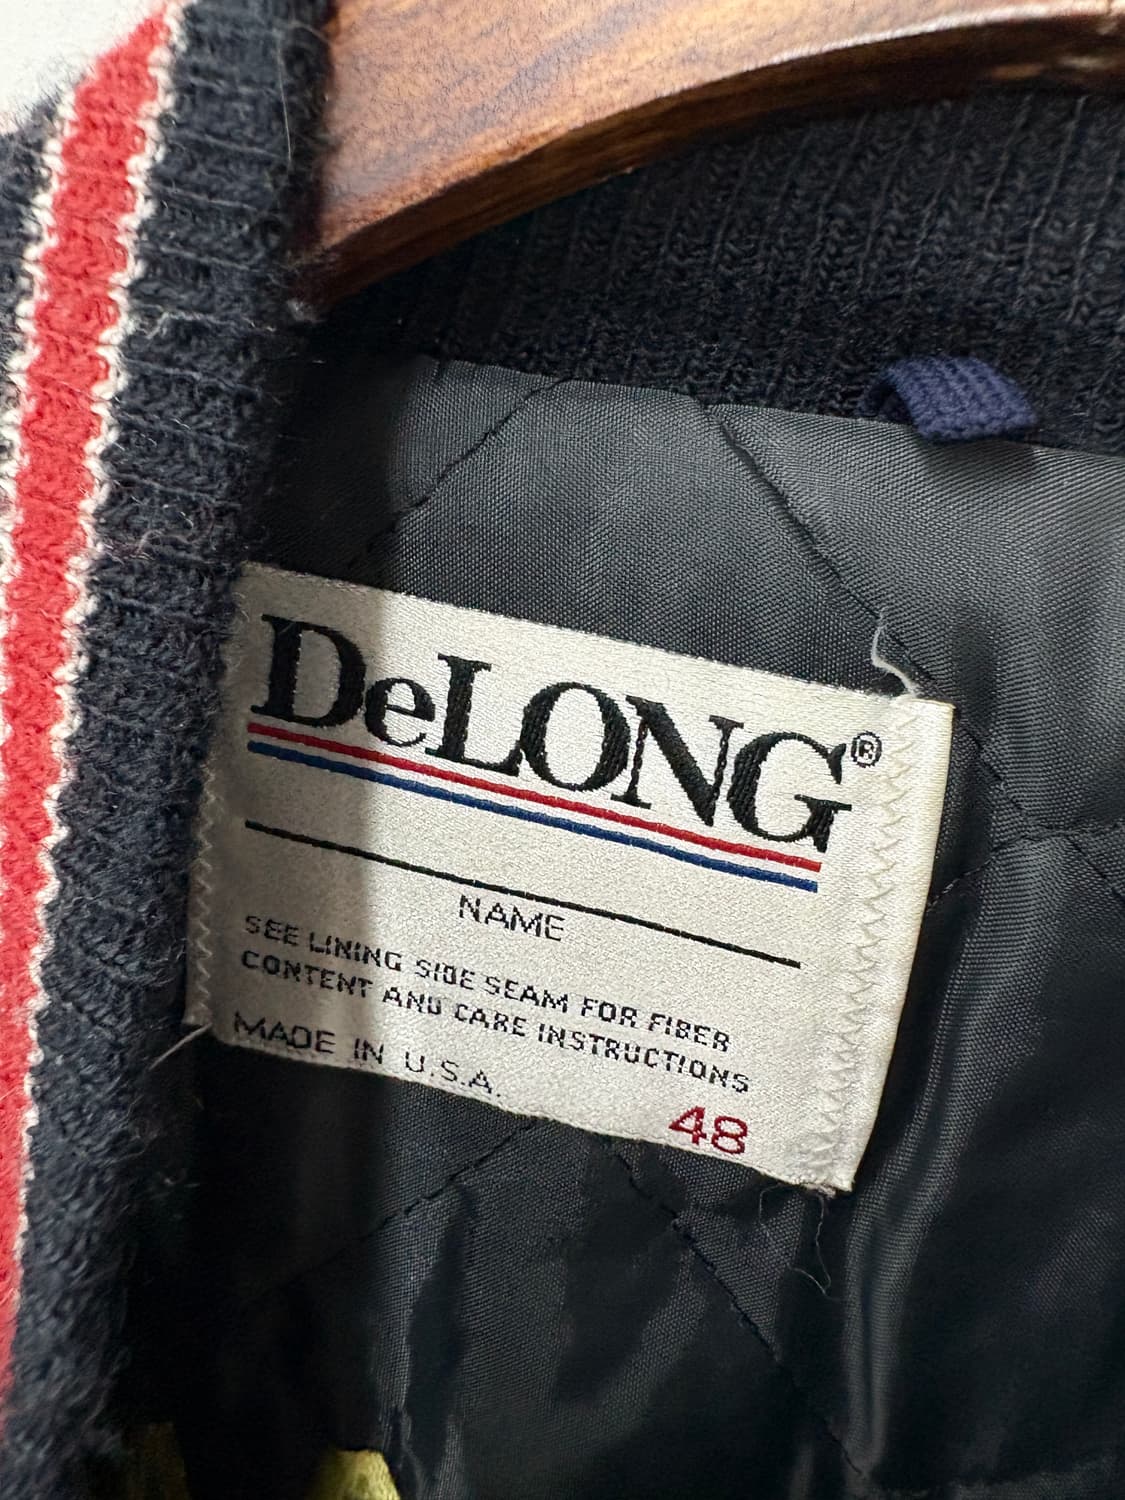 DeLONG®
NAME
SEE LINING SIDE SEAM FOR FIBER
CONTENT AND CARE INSTRUCTIONS
MADE IN U.S.A.
48